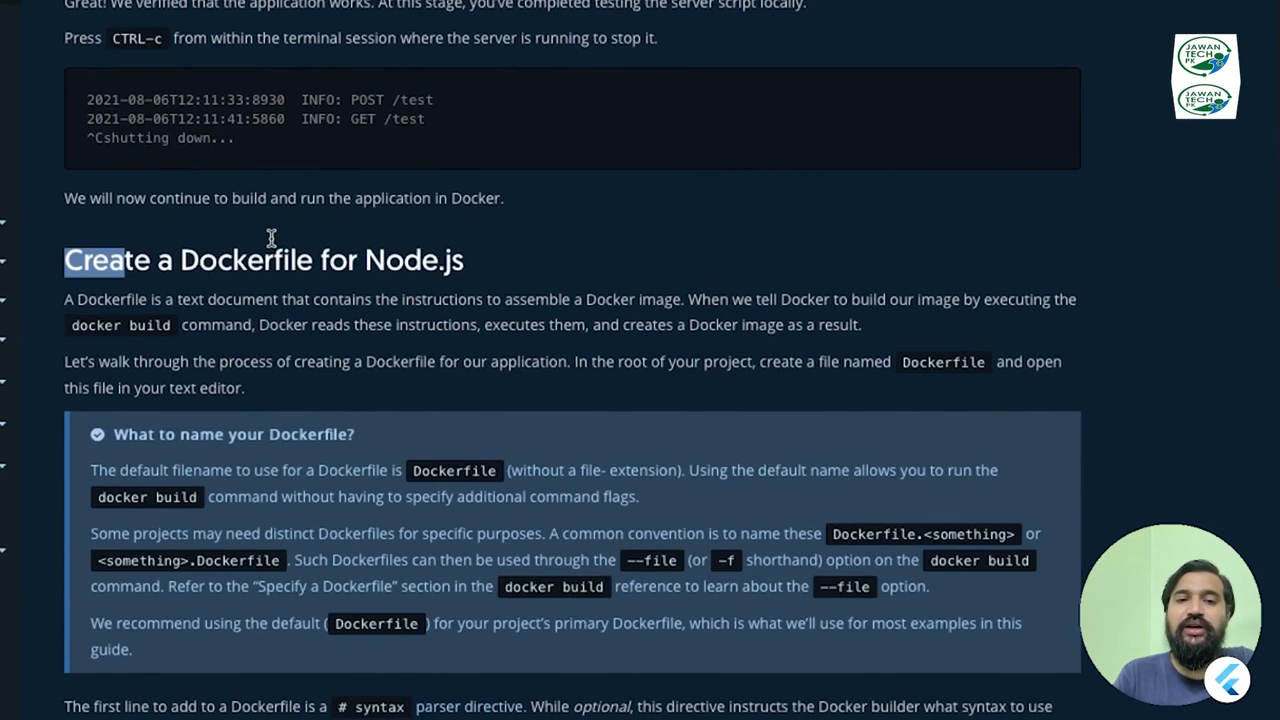 Great! We verified that the application works. At this stage, you've completed testing the server script locally.
Press CTRL-c from within the terminal session where the server is running to stop it.
JAWAN
TECH
PK
JAWAN
TECH
PK
2021-08-06T12:11:33:8930 INFO: POST /test
2021-08-06T12:11:41:5860 INFO: GET /test
^Cshutting down...
We will now continue to build and run the application in Docker.
Create a Dockerfile for Node.js
A Dockerfile is a text document that contains the instructions to assemble a Docker image. When we tell Docker to build our image by executing the
docker build command, Docker reads these instructions, executes them, and creates a Docker image as a result.
Let's walk through the process of creating a Dockerfile for our application. In the root of your project, create a file named Dockerfile and open
this file in your text editor.
What to name your Dockerfile?
The default filename to use for a Dockerfile is Dockerfile (without a file- extension). Using the default name allows you to run the
docker build command without having to specify additional command flags.
Some projects may need distinct Dockerfiles for specific purposes. A common convention is to name these Dockerfile.<something> or
<something>.Dockerfile . Such Dockerfiles can then be used through the --file (or -f shorthand) option on the docker build
command. Refer to the “Specify a Dockerfile” section in the docker build reference to learn about the --file option.
We recommend using the default ( Dockerfile ) for your project's primary Dockerfile, which is what we'll use for most examples in this
guide.
The first line to add to a Dockerfile is a # syntax parser directive. While optional, this directive instructs the Docker builder what syntax to use